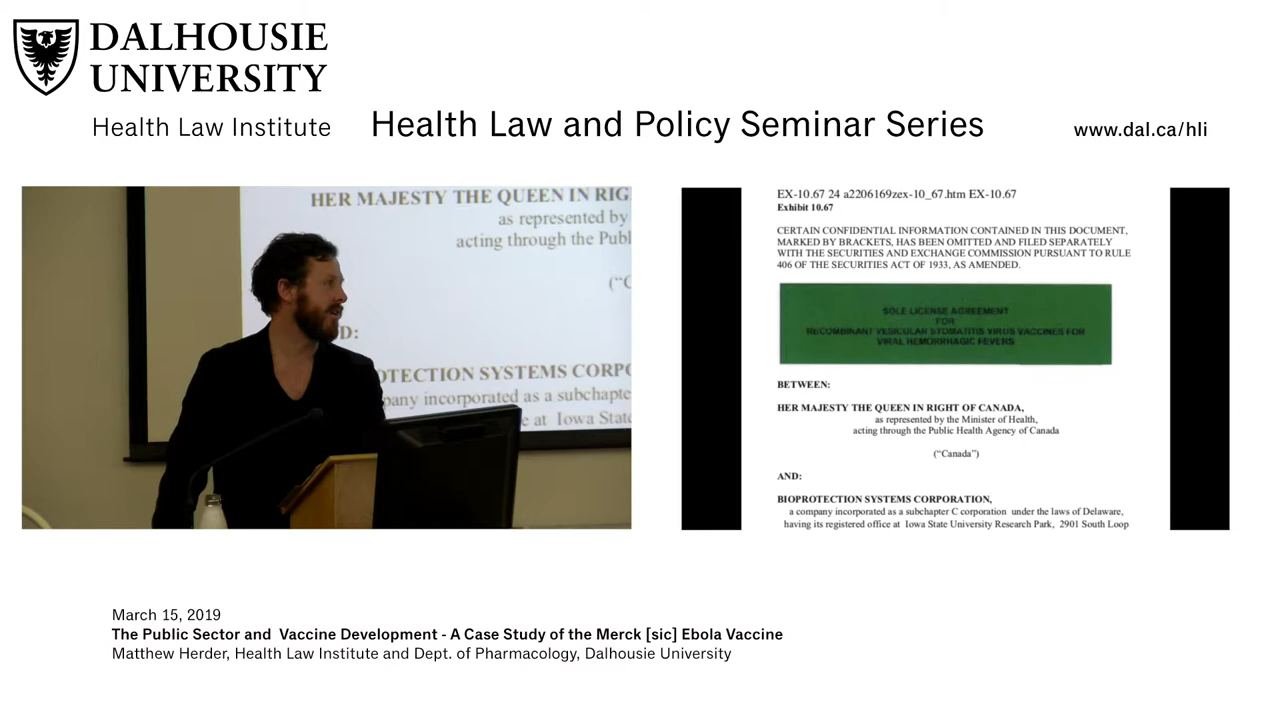 DALHOUSIE
UNIVERSITY
Health Law Institute
Health Law and Policy Seminar Series
www.dal.ca/hli
HER MAJESTY THE QUEEN IN RIG
as represented by
acting through the Publ
("C
D:
OTECTION SYSTEMS CORPO
pany incorporated as a subchapte
e at Iowa State
EX-10.67 24 a2206169zex-10_67.htm EX-10.67
Exhibit 10.67
CERTAIN CONFIDENTIAL INFORMATION CONTAINED IN THIS DOCUMENT,
MARKED BY BRACKETS, HAS BEEN OMITTED AND FILED SEPARATELY
WITH THE SECURITIES AND EXCHANGE COMMISSION PURSUANT TO RULE
406 OF THE SECURITIES ACT OF 1933, AS AMENDED.
SOLE LICENSE AGREEMENT
FOR
RECOMBINANT VESICULAR STOMATITIS VIRUS VACCINES FOR
VIRAL HEMORRHAGIC FEVERS
BETWEEN:
HER MAJESTY THE QUEEN IN RIGHT OF CANADA,
as represented by the Minister of Health,
acting through the Public Health Agency of Canada
("Canada")
AND:
BIOPROTECTION SYSTEMS CORPORATION,
a company incorporated as a subchapter C corporation under the laws of Delaware,
having its registered office at Iowa State University Research Park, 2901 South Loop
March 15, 2019
The Public Sector and Vaccine Development - A Case Study of the Merck [sic] Ebola Vaccine
Matthew Herder, Health Law Institute and Dept. of Pharmacology, Dalhousie University